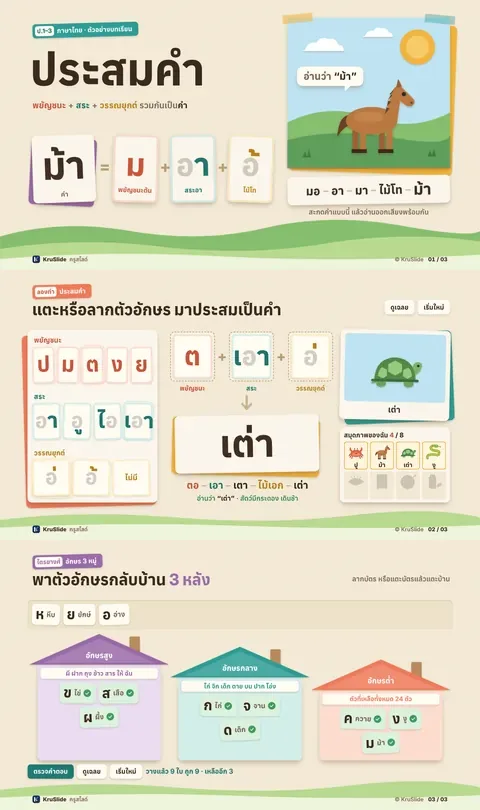 ป.1-3 ภาษาไทย · ตัวอย่างบทเรียน
ประสมคำ
พยัญชนะ + สระ + วรรณยุกต์ รวมกันเป็นคำ
อ่านว่า “ม้า”
ม้า = ม + อา + อ้
คำ พยัญชนะต้น สระอา ไม้โท
มอ – อา – มา – ไม้โท – ม้า
สะกดคำแบบนี้ แล้วอ่านออกเสียงพร้อมกัน
KruSlide ครูสไลด์
© KruSlide 01 / 03
ลองทำ ประสมคำ
แตะหรือลากตัวอักษร มาประสมเป็นคำ
ดูเฉลย เริ่มใหม่
พยัญชนะ
ป ม ต ง ย
สระ
อา อู ไอ เอา
วรรณยุกต์
อ่ อ้ ไม่มี
ต + เอา + อ่
พยัญชนะ สระ วรรณยุกต์
เต่า
ตอ – เอา – เตา – ไม้เอก – เต่า
อ่านว่า “เต่า” · สัตว์มีกระดอง เดินช้า
เต่า
สมุดภาพของฉัน 4 / 8
ปู ม้า เต่า งู
KruSlide ครูสไลด์
© KruSlide 02 / 03
ไตรยางศ์ อักษร 3 หมู่
พาตัวอักษรกลับบ้าน 3 หลัง
ลากบัตร หรือแตะบัตรแล้วแตะบ้าน
ห หีบ ย ยักษ์ อ อ่าง
อักษรสูง
ผี ฝาก ถุง ข้าว สาร ให้ ฉัน
ข ไข่ ส เสือ
ผ ผึ้ง
อักษรกลาง
ไก่ จิก เด็ก ตาย บน ปาก โอ่ง
ก ไก่ จ จาน
ด เด็ก
อักษรต่ำ
ตัวที่เหลือทั้งหมด 24 ตัว
ค ควาย ง งู
ม ม้า
ตรวจคำตอบ ดูเฉลย เริ่มใหม่ วางแล้ว 9 ใบ ถูก 9 · เหลืออีก 3
KruSlide ครูสไลด์
© KruSlide 03 / 03